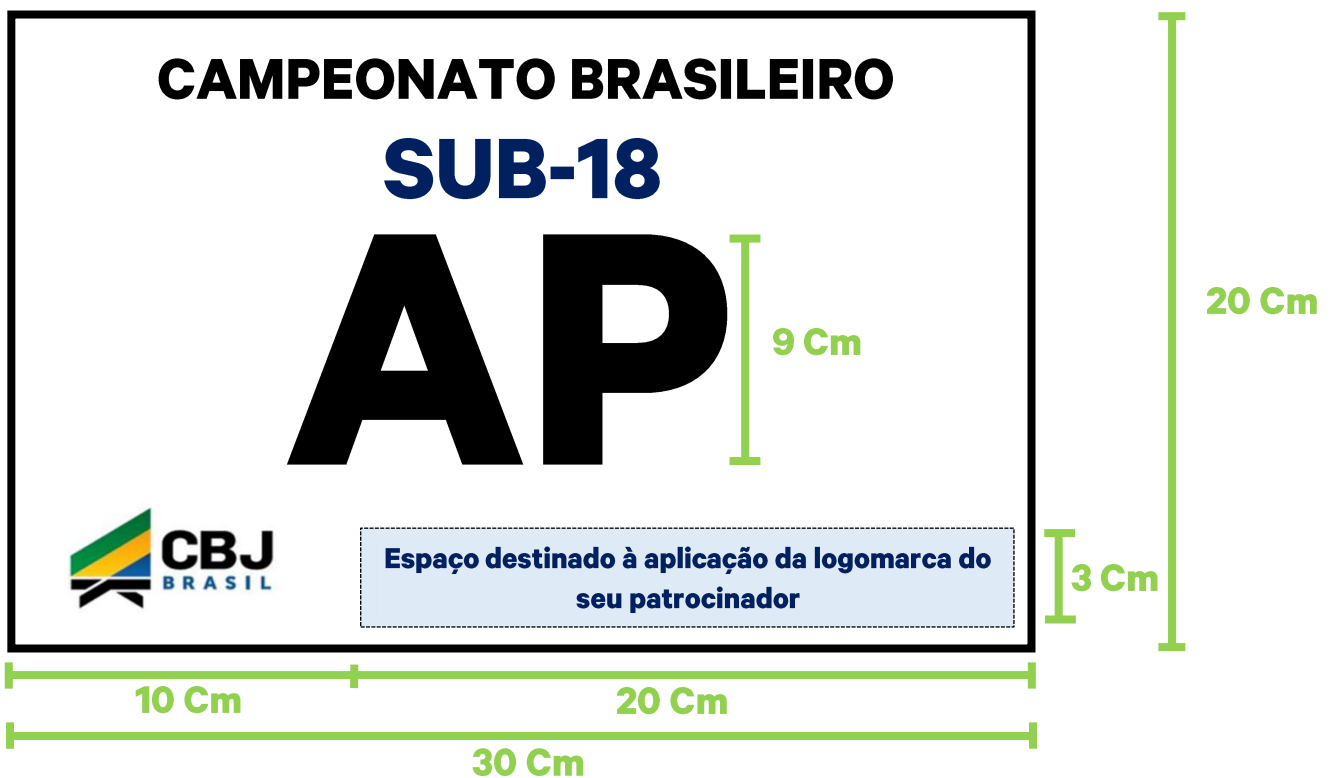 CAMPEONATO BRASILEIRO
SUB-18
AP
9 Cm
20 Cm
CBJ
BRASIL
Espaço destinado à aplicação da logomarca do
seu patrocinador
3 Cm
10 Cm
20 Cm
30 Cm